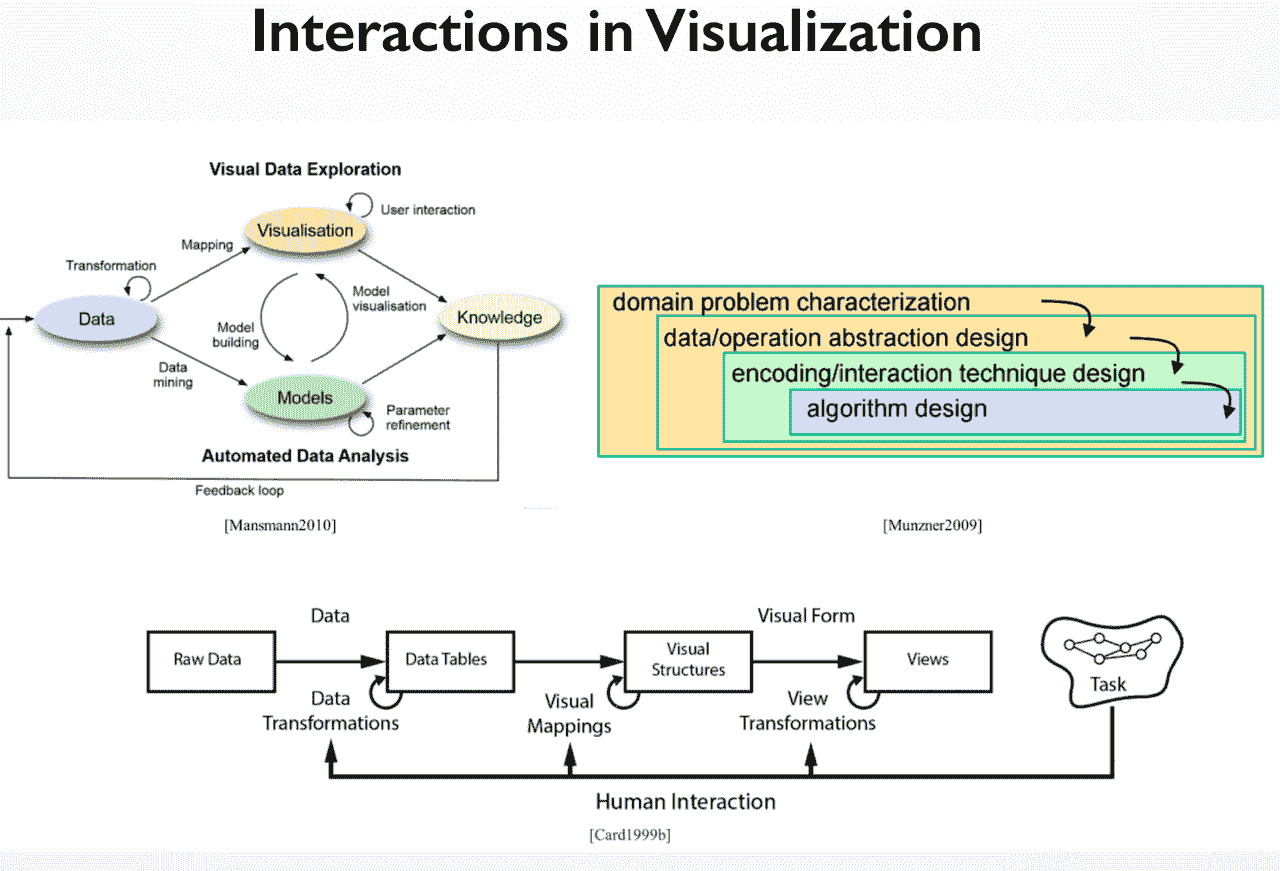 Interactions in Visualization
Visual Data Exploration
User interaction
Visualisation
Mapping
Transformation
Model
visualisation
Data
Knowledge
Model
building
Data
mining
Models
Parameter
refinement
Automated Data Analysis
Feedback loop
[Mansmann2010]
domain problem characterization
data/operation abstraction design
encoding/interaction technique design
algorithm design
[Munzner2009]
Data
Visual Form
Raw Data
Data Tables
Visual
Structures
Views
Task
Data
Transformations
Visual
Mappings
View
Transformations
Human Interaction
[Card1999b]